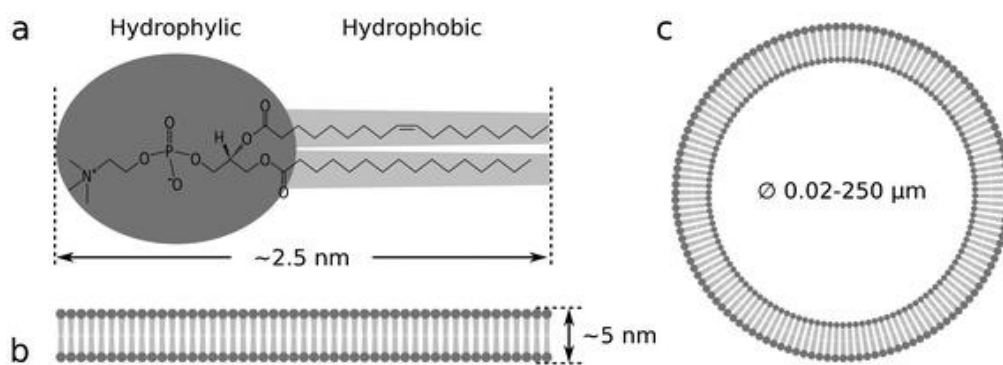 a
Hydrophylic
Hydrophobic
O
O
P
O
O
N+
-O
H
O
O
O
~2.5 nm
b
~5 nm
c
∅ 0.02-250 µm